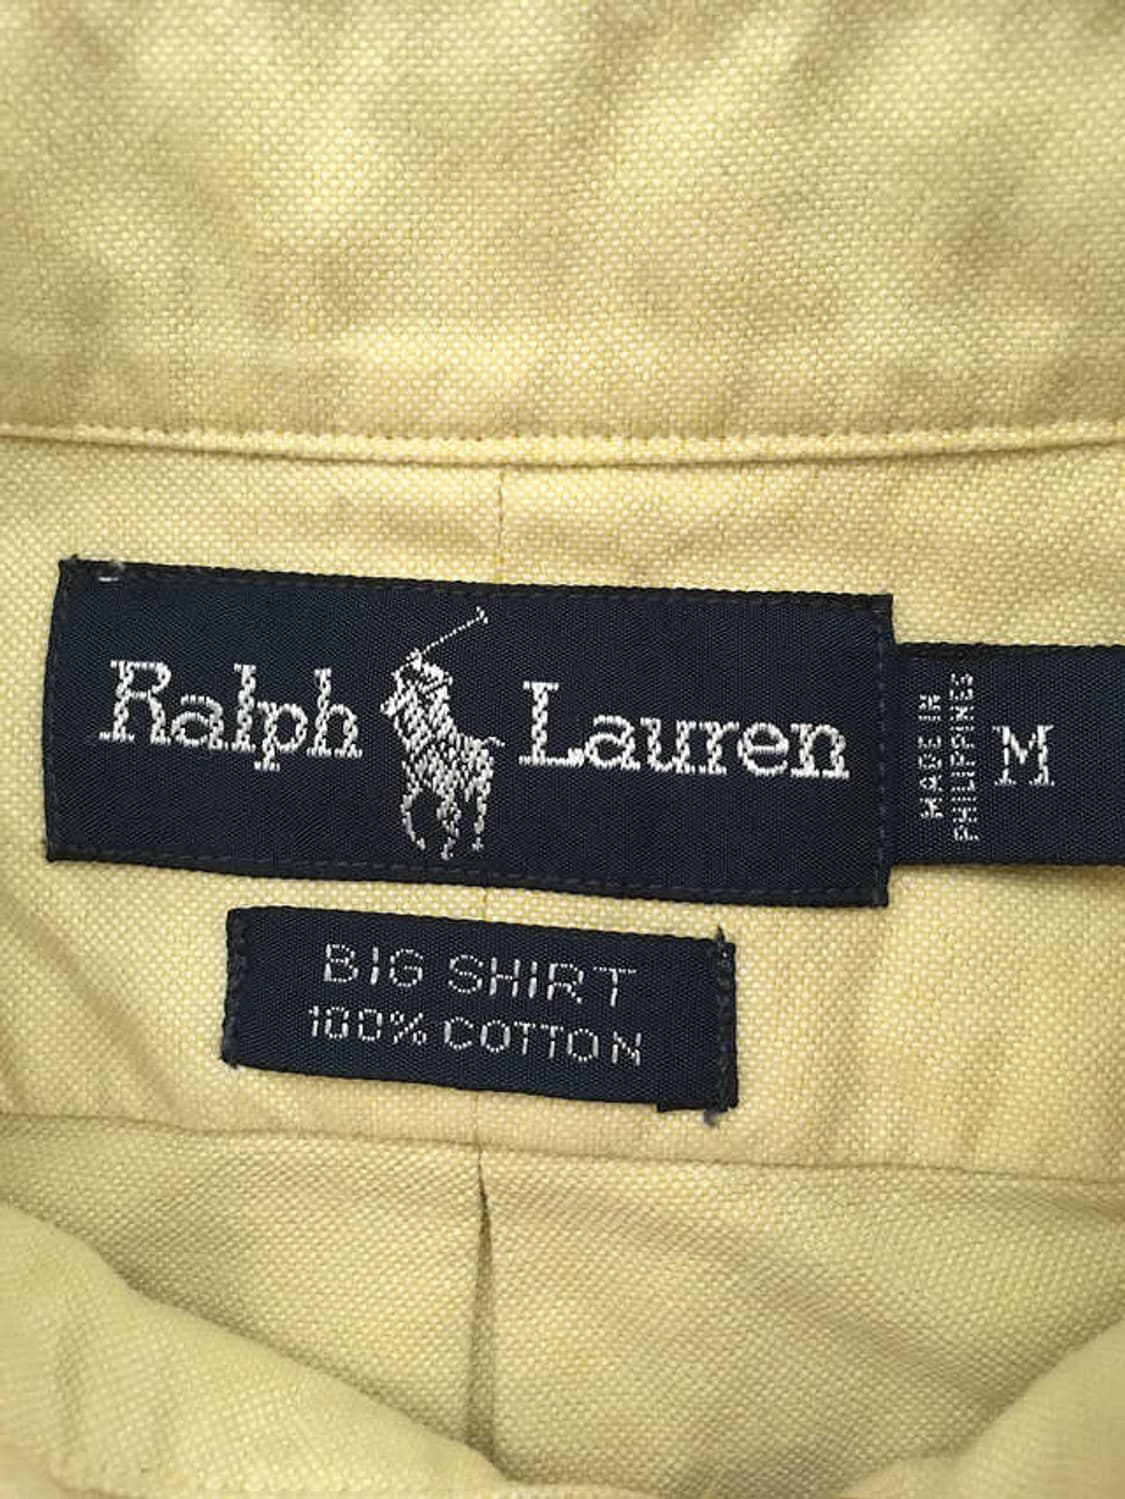 Ralph Lauren
MADE IN
PHILIPPINES
M
BIG SHIRT
100% COTTON